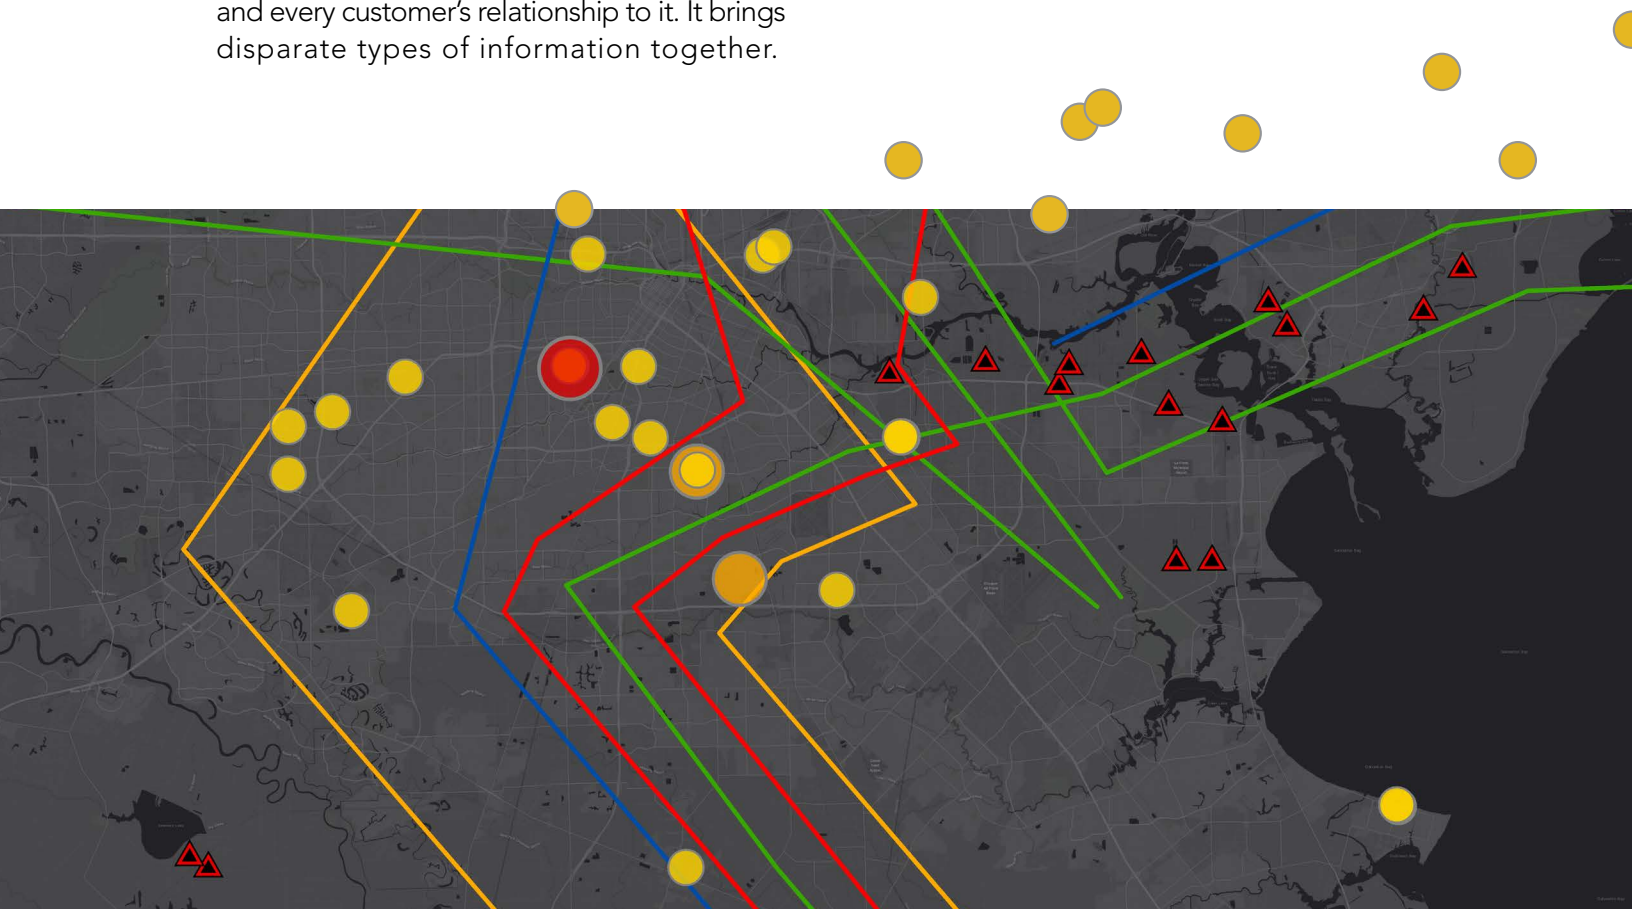 and every customer’s relationship to it. It brings
disparate types of information together.